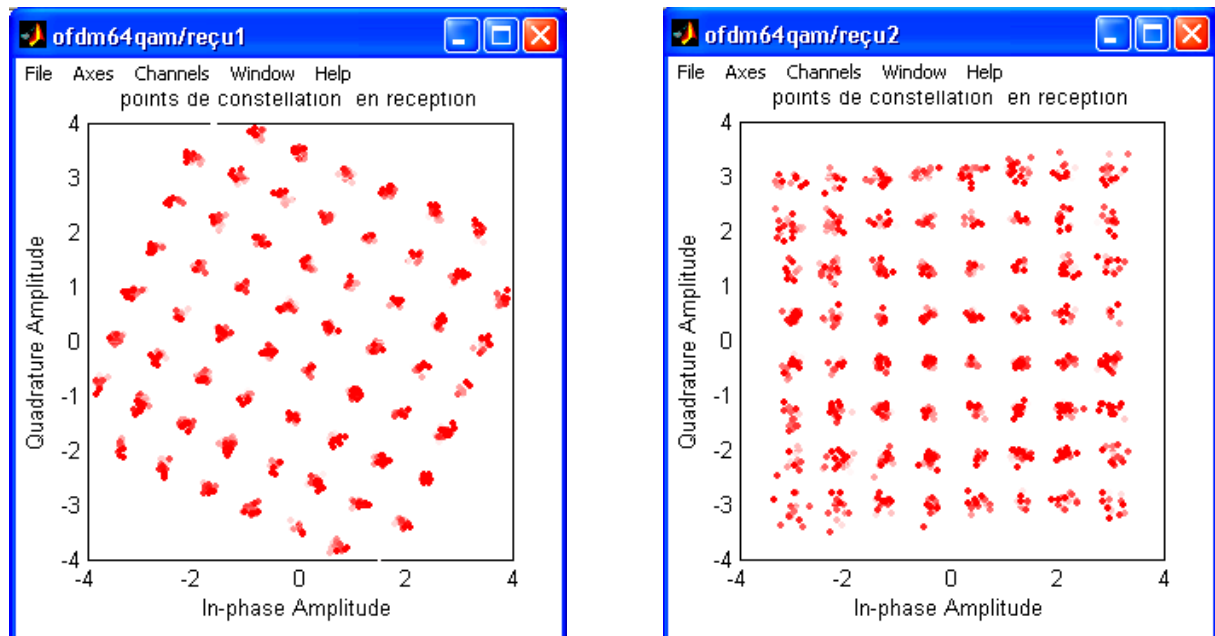 ofdm64qam/reçu1
File Axes Channels Window Help
points de constellation en reception
4
3
2
1
0
-1
-2
-3
-4
Quadrature Amplitude
-4 -2 0 2 4
In-phase Amplitude
ofdm64qam/reçu2
File Axes Channels Window Help
points de constellation en reception
4
3
2
1
0
-1
-2
-3
-4
Quadrature Amplitude
-4 -2 0 2 4
In-phase Amplitude